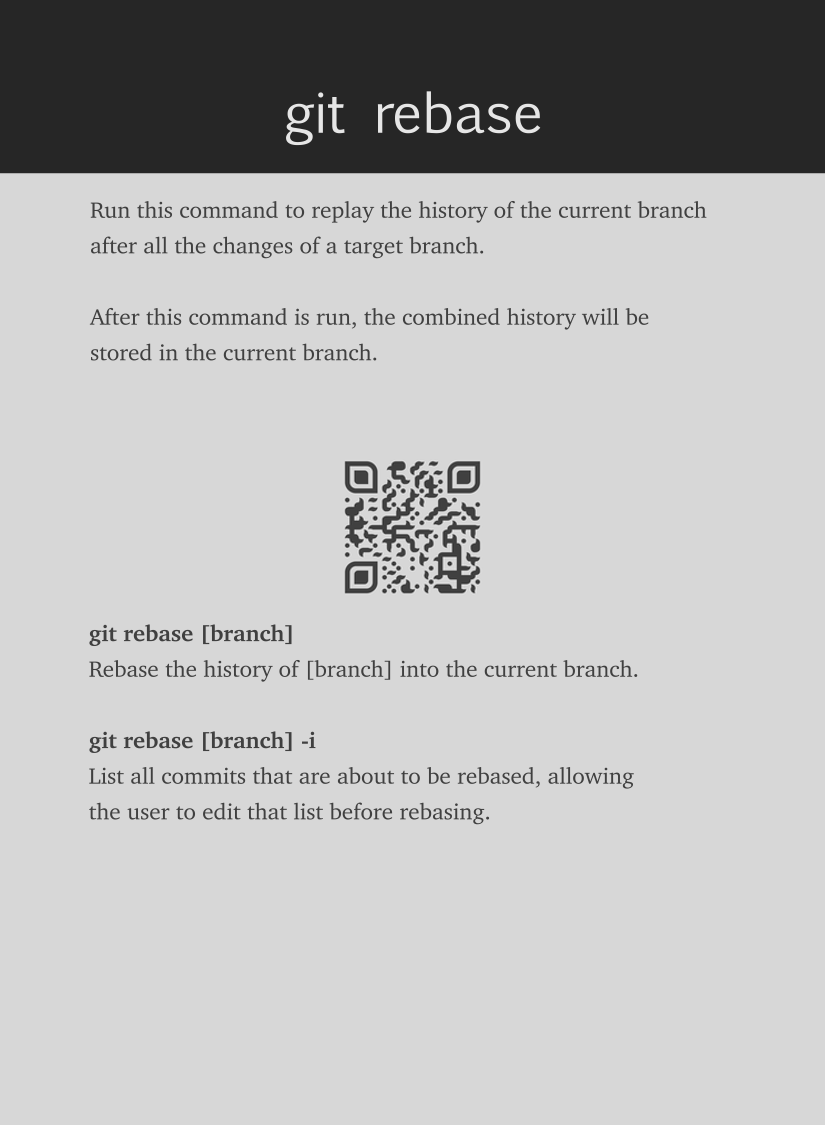 git rebase
Run this command to replay the history of the current branch
after all the changes of a target branch.
After this command is run, the combined history will be
stored in the current branch.
git rebase [branch]
Rebase the history of [branch] into the current branch.
git rebase [branch] -i
List all commits that are about to be rebased, allowing
the user to edit that list before rebasing.